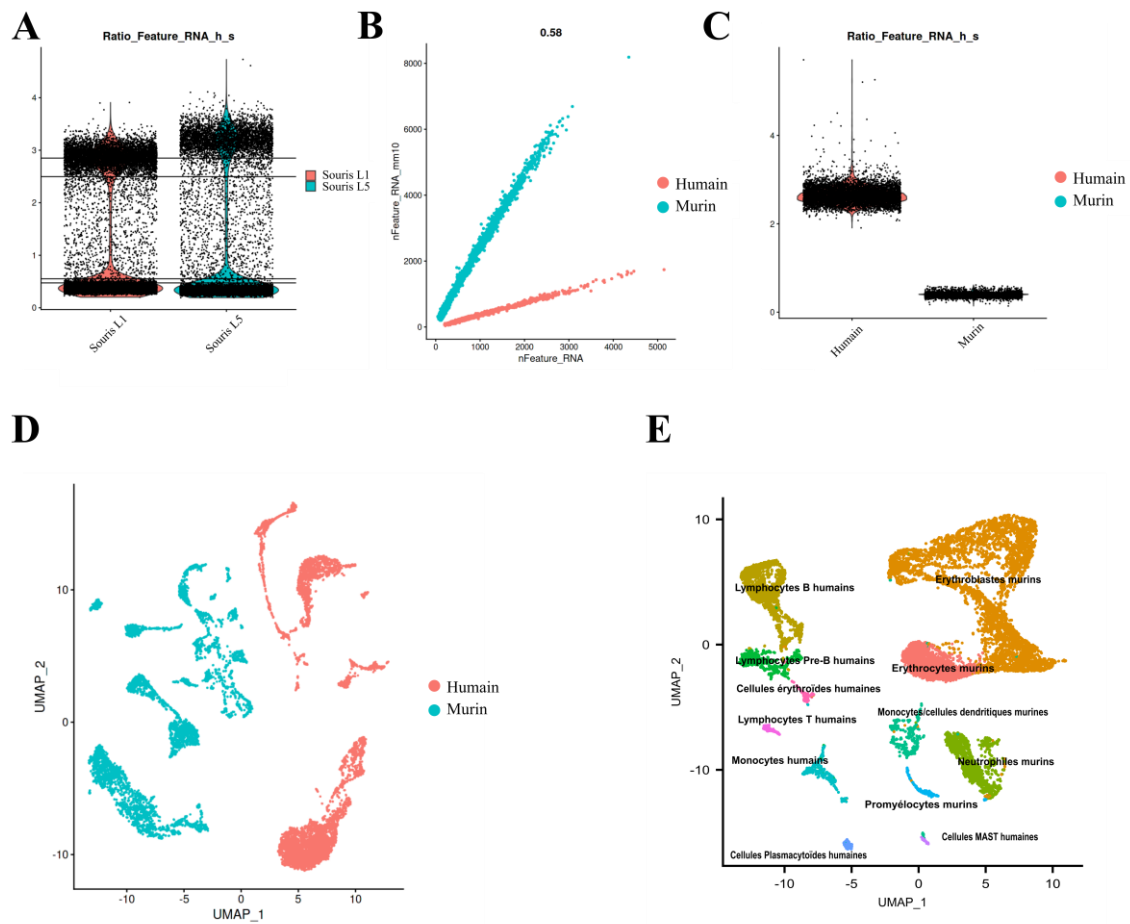 A
Ratio_Feature_RNA_h_s
4
3
2
1
0
Souris L1
Souris L5
Souris L1
Souris L5
B
0.58
8000
6000
4000
2000
0
nFeature_RNA_mm10
0
1000
2000
3000
4000
5000
nFeature_RNA
Humain
Murin
C
Ratio_Feature_RNA_h_s
4
2
0
Humain
Murin
Humain
Murin
D
10
0
-10
UMAP_2
-10
-5
0
5
10
UMAP_1
Humain
Murin
E
10
0
-10
UMAP_2
Lymphocytes B humains
Erythroblastes murins
Lymphocytes Pre-B humains
Erythrocytes murins
Cellules érythroïdes humaines
Monocytes/cellules dendritiques murines
Lymphocytes T humains
Monocytes humains
Neutrophiles murins
Promyélocytes murins
Cellules MAST humaines
Cellules Plasmacytoïdes humaines
-10
-5
0
5
10
UMAP_1